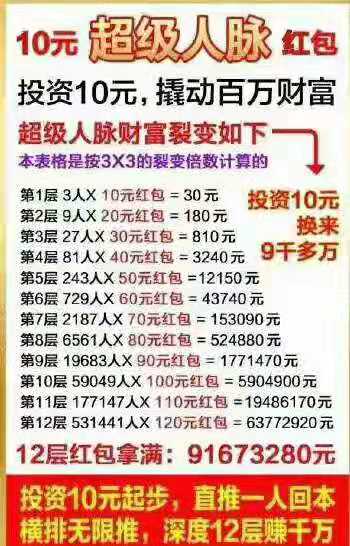 10元 超级人脉 红包
投资10元，撬动百万财富
超级人脉财富裂变如下
本表格是按3X3的裂变倍数计算的
投资10元
换来
9千多万
第1层 3人X 10元红包 = 30元
第2层 9人X 20元红包 = 180元
第3层 27人X 30元红包 = 810元
第4层 81人X 40元红包 = 3240元
第5层 243人X 50元红包 = 12150元
第6层 729人X 60元红包 = 43740元
第7层 2187人X 70元红包 = 153090元
第8层 6561人X 80元红包 = 524880元
第9层 19683人X 90元红包 = 1771470元
第10层 59049人X 100元红包 = 5904900元
第11层 177147人X 110元红包 = 19486170元
第12层 531441人X 120元红包 = 63772920元
12层红包拿满：91673280元
投资10元起步，直推一人回本
横排无限推，深度12层赚千万